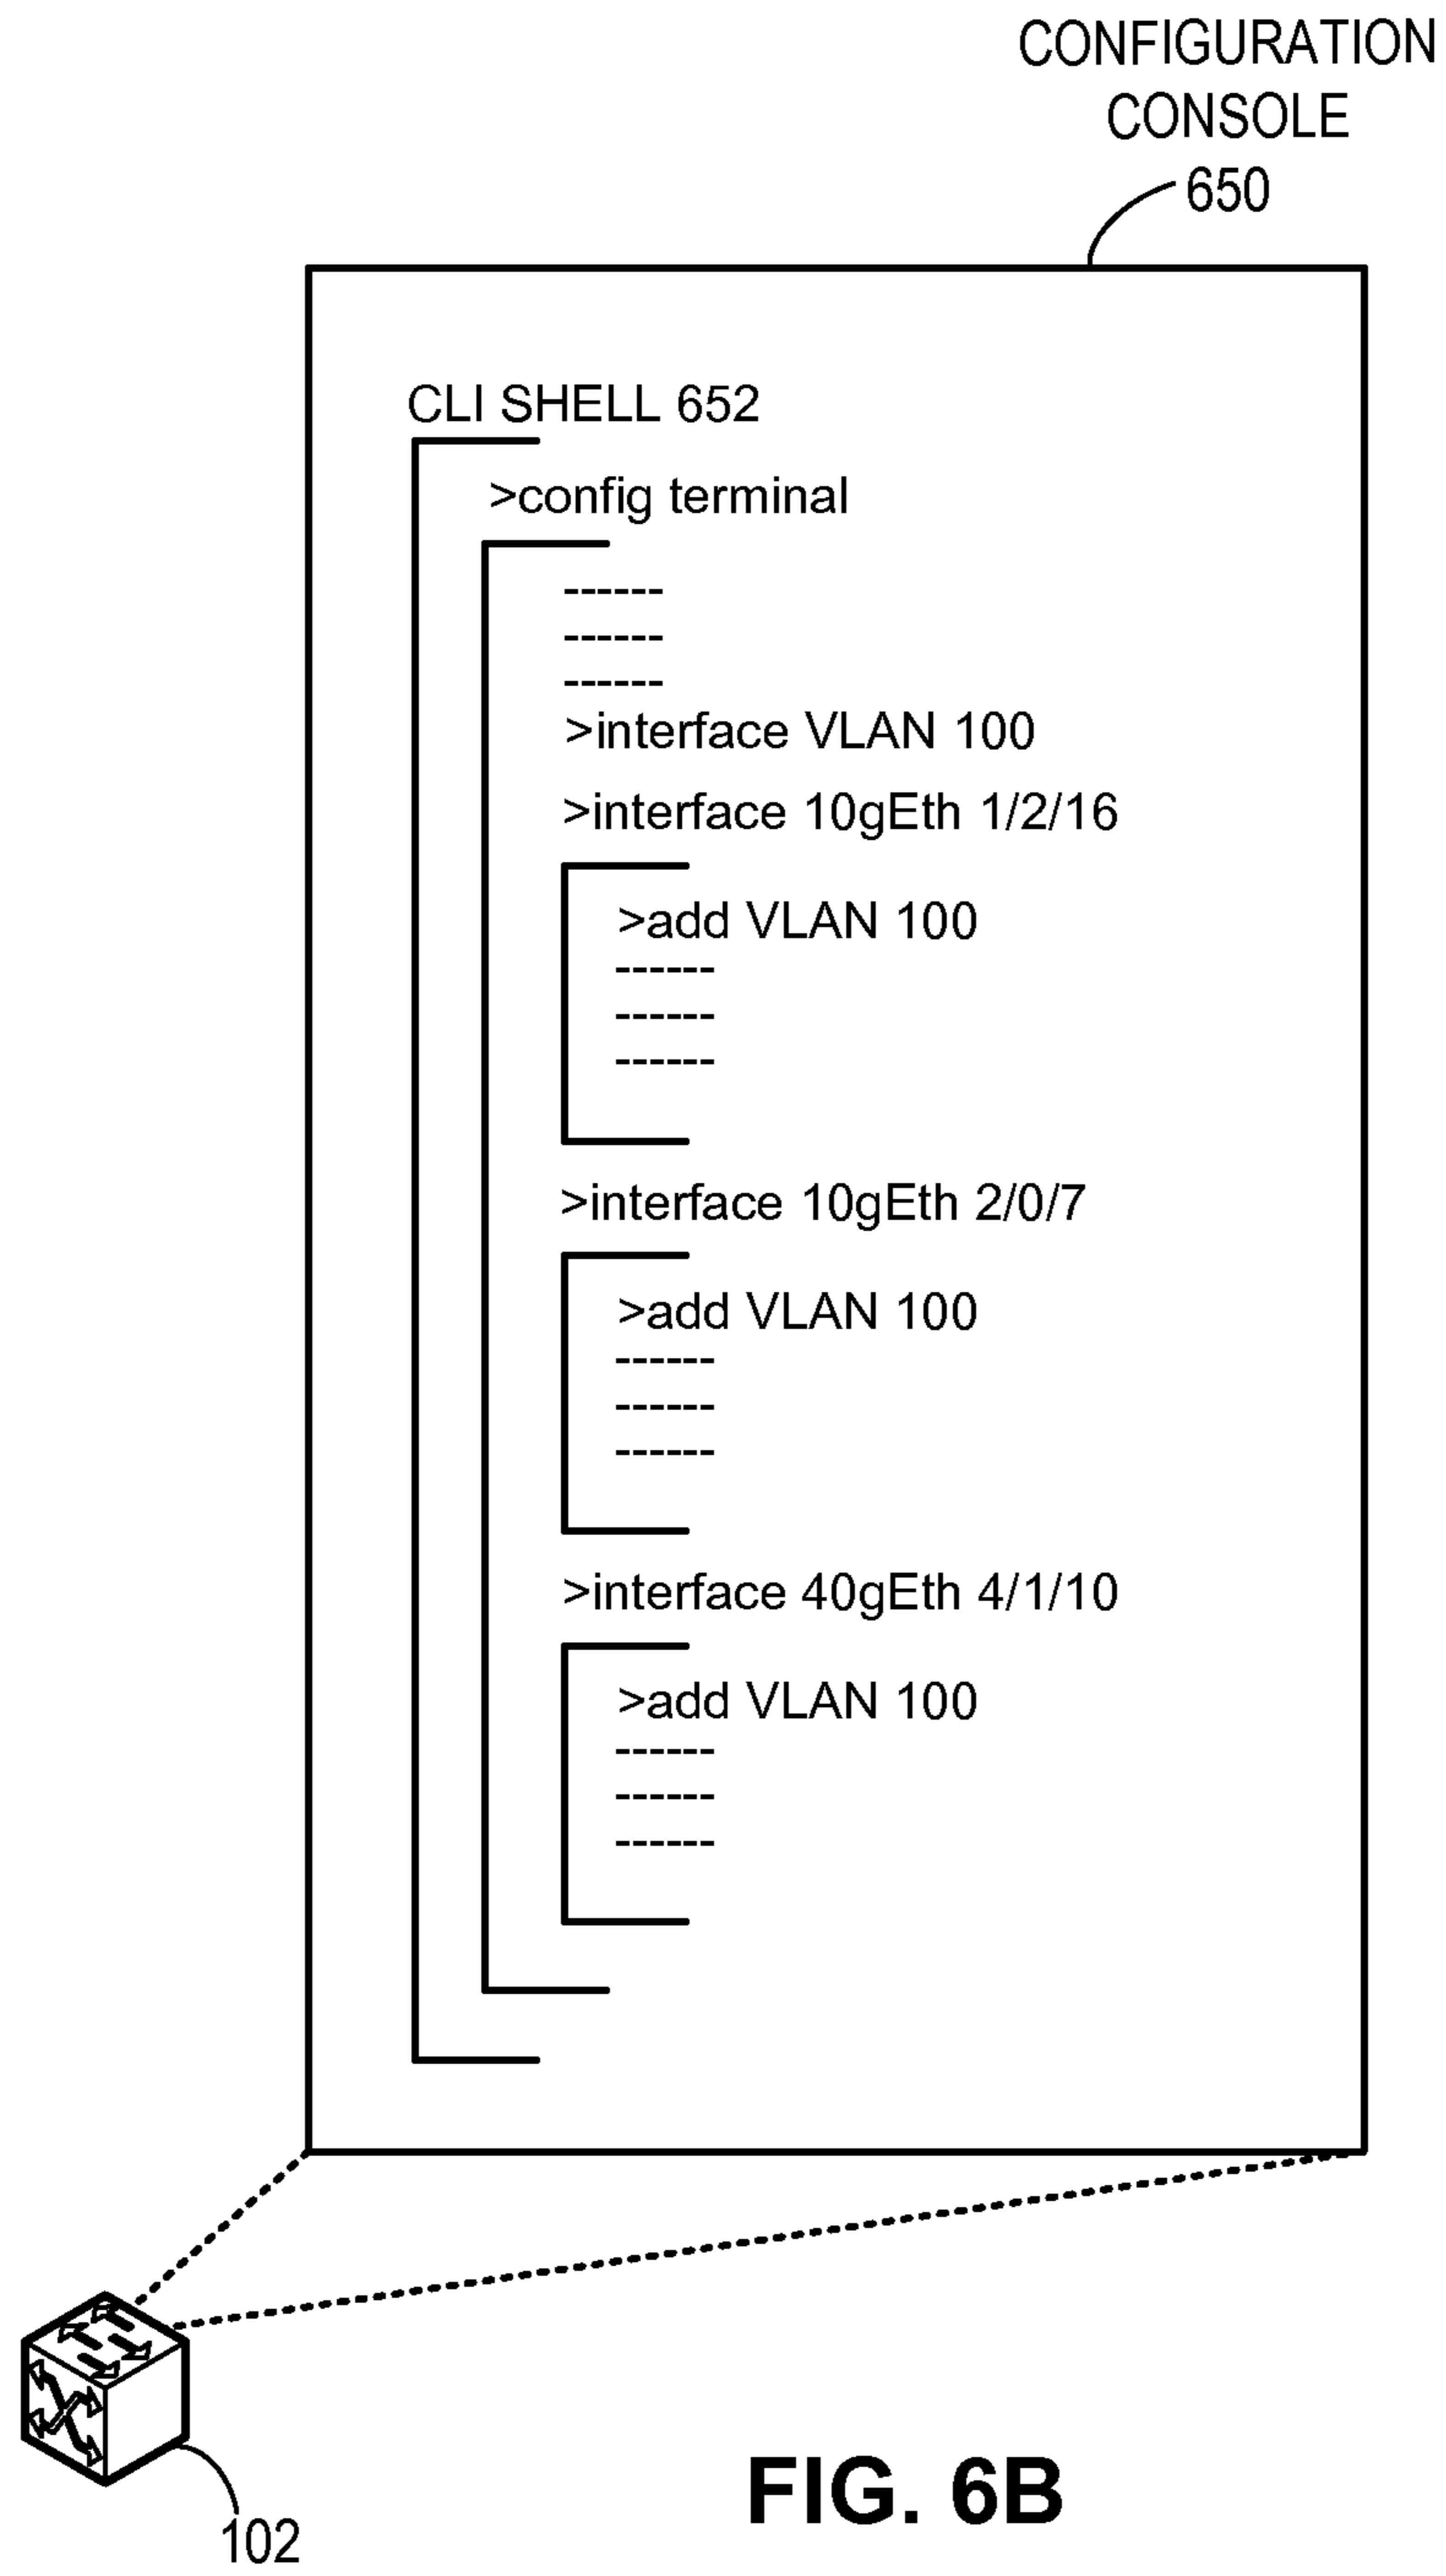 CONFIGURATION
CONSOLE
650
CLI SHELL 652
>config terminal
------
------
------
>interface VLAN 100
>interface 10gEth 1/2/16
>add VLAN 100
------
------
------
>interface 10gEth 2/0/7
>add VLAN 100
------
------
------
>interface 40gEth 4/1/10
>add VLAN 100
------
------
------
102
FIG. 6B